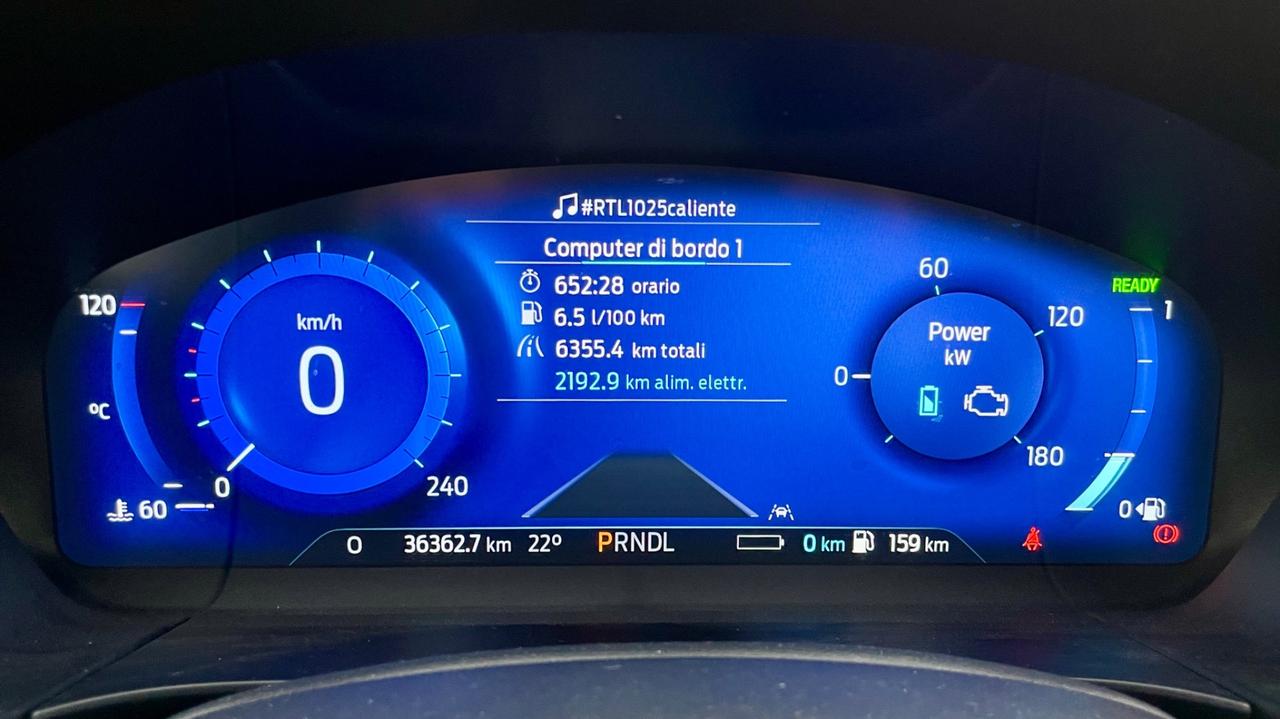 #RTL1025caliente
Computer di bordo 1
652:28 orario
6.5 l/100 km
6355.4 km totali
2192.9 km alim. elettr.
120
ºC
60
km/h
0
0
240
60
0
120
180
Power
kW
READY
1
0
O 36362.7 km 22º PRNDL 0 km 159 km